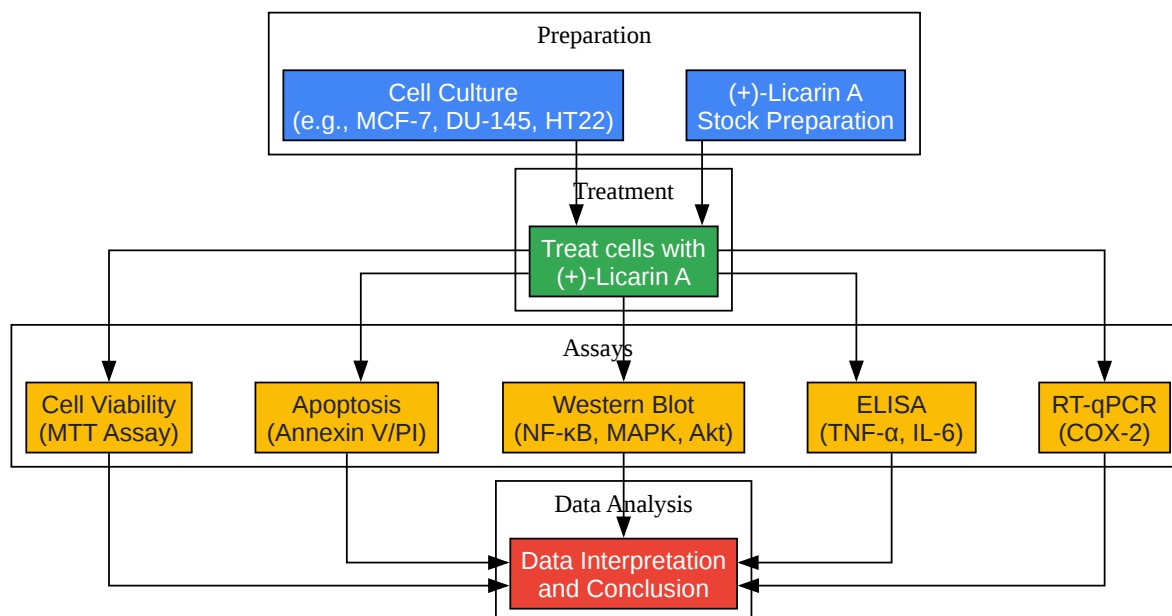 Preparation
Cell Culture
(e.g., MCF-7, DU-145, HT22)
(+)-Licarin A
Stock Preparation
Treatment
Treat cells with
(+)-Licarin A
Assays
Cell Viability
(MTT Assay)
Apoptosis
(Annexin V/PI)
Western Blot
(NF-κB, MAPK, Akt)
ELISA
(TNF-α, IL-6)
RT-qPCR
(COX-2)
Data Analysis
Data Interpretation
and Conclusion